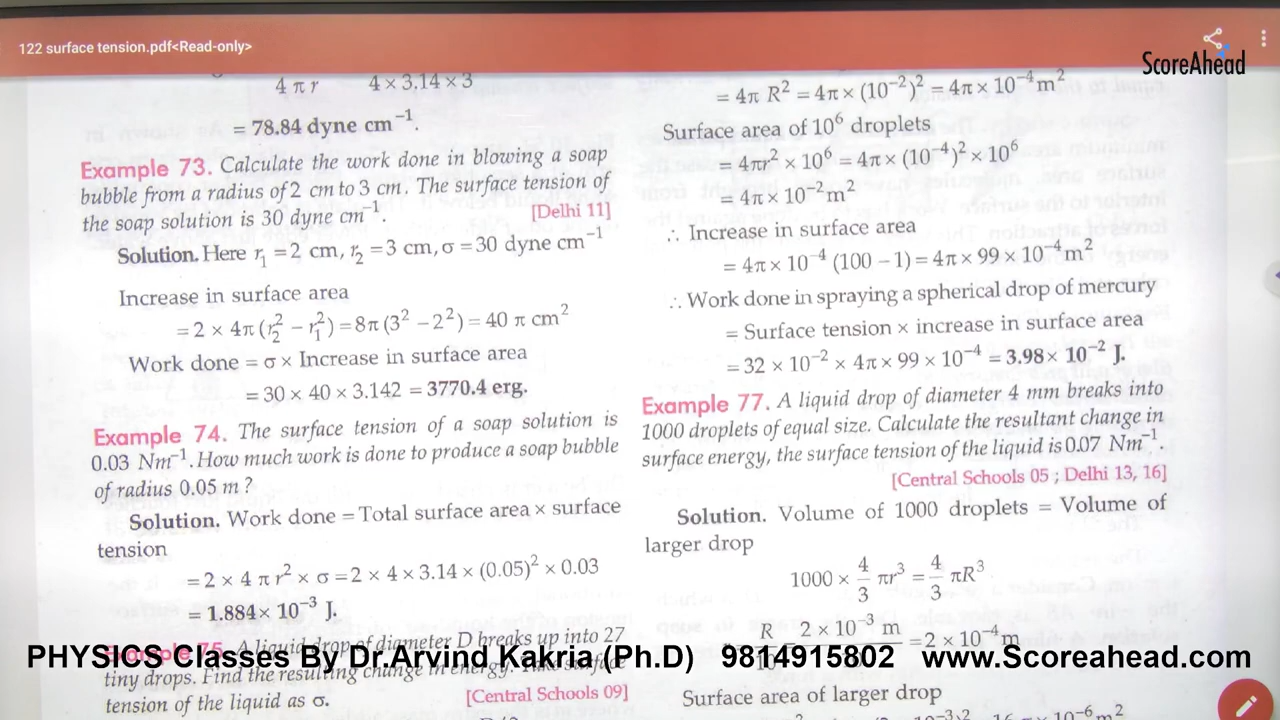 122 surface tension.pdf<Read-only>
ScoreAhead
4 π r 4 × 3.14 × 3
= 78.84 dyne cm⁻¹.
Example 73. Calculate the work done in blowing a soap
bubble from a radius of 2 cm to 3 cm. The surface tension of
the soap solution is 30 dyne cm⁻¹. [Delhi 11]
Solution. Here r₁ = 2 cm, r₂ = 3 cm, σ = 30 dyne cm⁻¹
Increase in surface area
= 2 × 4π (r₂² − r₁²) = 8π (3² − 2²) = 40 π cm²
Work done = σ × Increase in surface area
= 30 × 40 × 3.142 = 3770.4 erg.
Example 74. The surface tension of a soap solution is
0.03 Nm⁻¹. How much work is done to produce a soap bubble
of radius 0.05 m ?
Solution. Work done = Total surface area × surface
tension
= 2 × 4 π r² × σ = 2 × 4 × 3.14 × (0.05)² × 0.03
= 1.884 × 10⁻³ J.
Example 75. A liquid drop of diameter D breaks up into 27
tiny drops. Find the resulting change in energy. Take surface
tension of the liquid as σ. [Central Schools 09]
= 4π R² = 4π × (10⁻²)² = 4π × 10⁻⁴ m²
Surface area of 10⁶ droplets
= 4πr² × 10⁶ = 4π × (10⁻⁴)² × 10⁶
= 4π × 10⁻² m²
∴ Increase in surface area
= 4π × 10⁻⁴ (100 − 1) = 4π × 99 × 10⁻⁴ m²
∴ Work done in spraying a spherical drop of mercury
= Surface tension × increase in surface area
= 32 × 10⁻² × 4π × 99 × 10⁻⁴ = 3.98 × 10⁻² J.
Example 77. A liquid drop of diameter 4 mm breaks into
1000 droplets of equal size. Calculate the resultant change in
surface energy, the surface tension of the liquid is 0.07 Nm⁻¹.
[Central Schools 05 ; Delhi 13, 16]
Solution. Volume of 1000 droplets = Volume of
larger drop
1000 × 4/3 πr³ = 4/3 πR³
R/10 = 2 × 10⁻³ m = 2 × 10⁻⁴ m
Surface area of larger drop
PHYSICS Classes By Dr.Arvind Kakria (Ph.D) 9814915802 www.Scoreahead.com